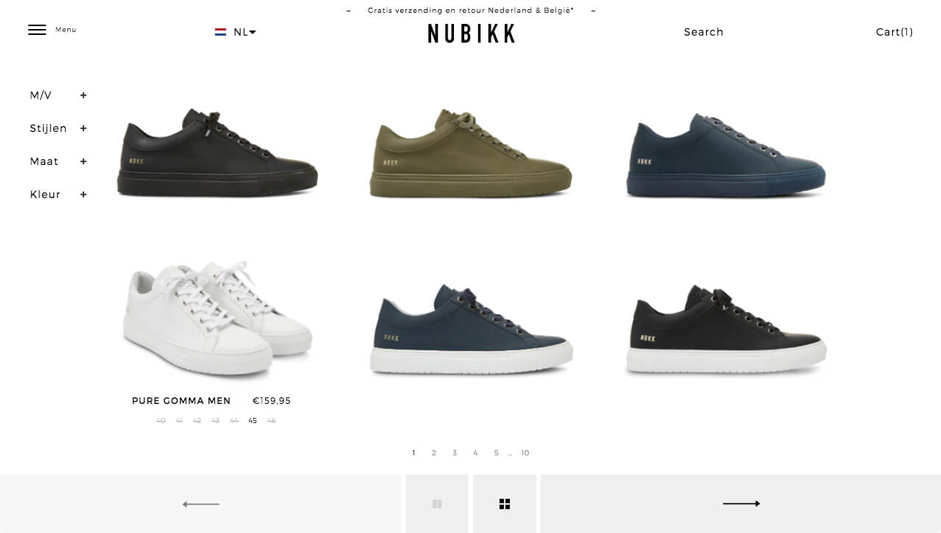 – Gratis verzending en retour Nederland & België* –
Menu
NL
NUBIKK
Search
Cart(1)
M/V +
Stijlen +
Maat +
Kleur +
NUBIKK
PURE GOMMA MEN €159,95
40 41 42 43 44 45 46
1 2 3 4 5 ... 10